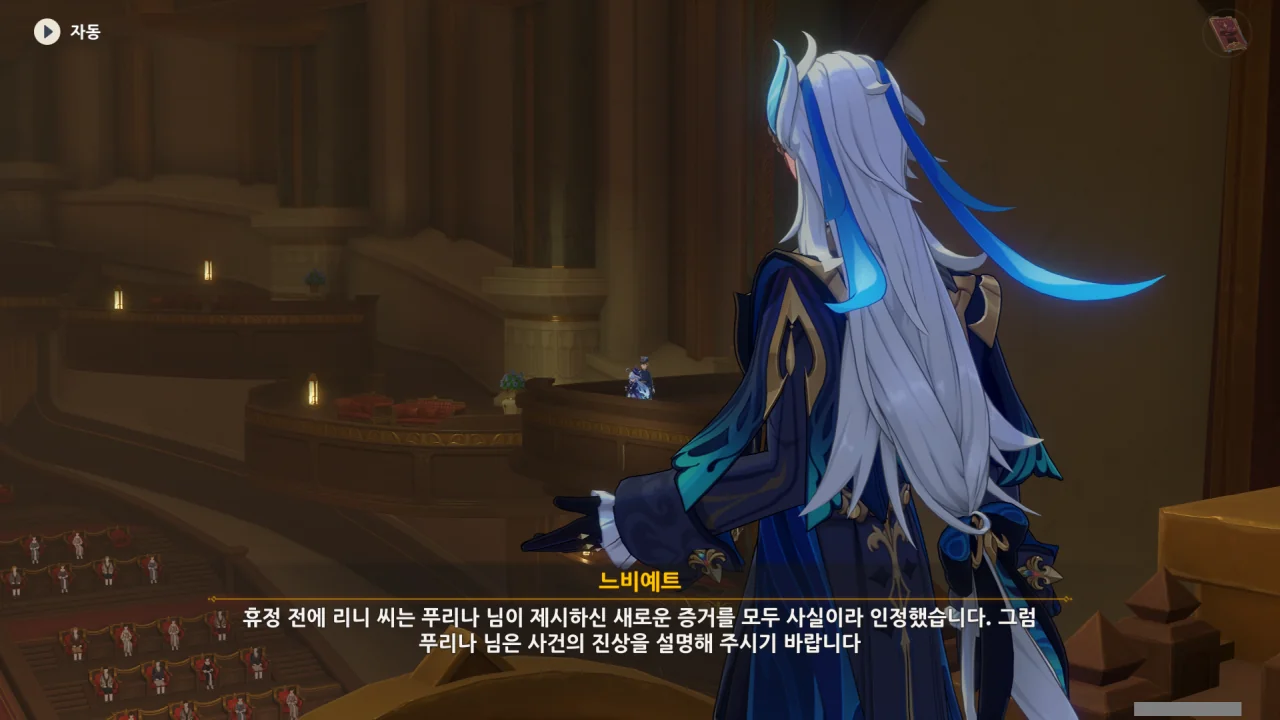 자동
느비예트
휴정 전에 리니 씨는 푸리나 님이 제시하신 새로운 증거를 모두 사실이라 인정했습니다. 그럼
푸리나 님은 사건의 진상을 설명해 주시기 바랍니다